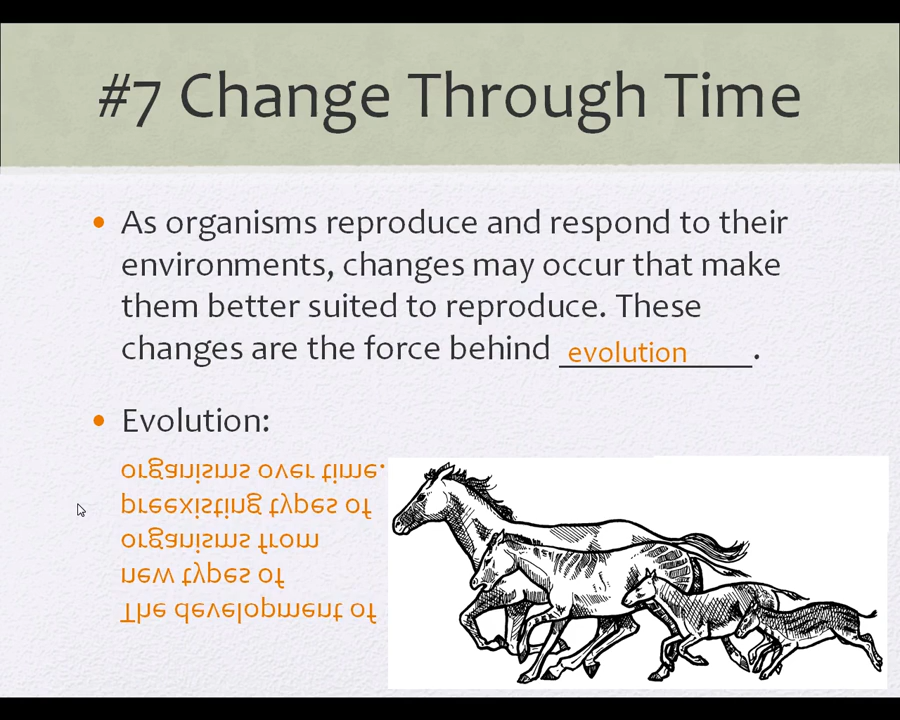 #7 Change Through Time
As organisms reproduce and respond to their
environments, changes may occur that make
them better suited to reproduce. These
changes are the force behind evolution.
Evolution:
The development of
new types of
organisms from
preexisting types of
organisms over time.